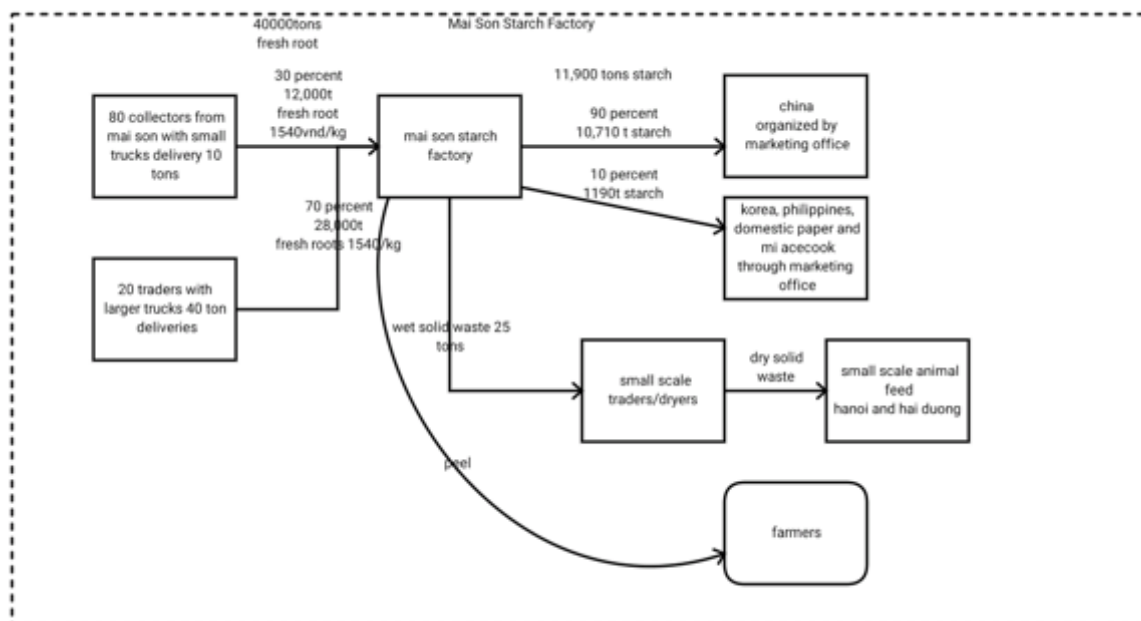 40000tons
fresh root
Mai Son Starch Factory
30 percent
12,000t
fresh root
1540vnd/kg
11,900 tons starch
90 percent
10,710 t starch
80 collectors from
mai son with small
trucks delivery 10
tons
mai son starch
factory
china
organized by
marketing office
10 percent
1190t starch
70 percent
28,000t
fresh roots 1540/kg
korea, philippines,
domestic paper and
mi acecook
through marketing
office
20 traders with
larger trucks 40 ton
deliveries
wet solid waste 25
tons
small scale
traders/dryers
dry solid
waste
small scale animal
feed
hanoi and hai duong
peel
farmers